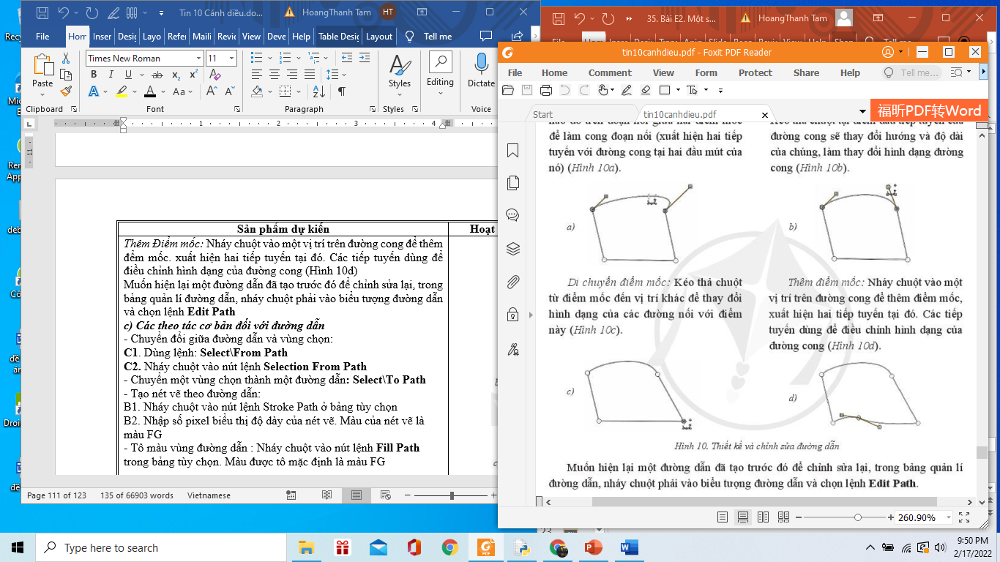 Tin 10 Cánh diều.do...
HoangThanh Tam
HT
File
Hom
Inser
Desig
Layo
Refer
Maili
Revie
View
Deve
Help
Table Desig
Layout
Tell me
Paste
Clipboard
Times New Roman
11
Font
Paragraph
Styles
Styles
Editing
Dictate
Voice
Sản phẩm dự kiến
Hoạt
Thêm Điểm mốc: Nháy chuột vào một vị trí trên đường cong để thêm
đểm mốc. xuất hiện hai tiếp tuyến tại đó. Các tiếp tuyến dùng để
điều chỉnh hình dạng của đường cong (Hình 10d)
Muốn hiện lại một đường dẫn đã tạo trước đó để chỉnh sửa lại, trong
bảng quản lí đường dẫn, nháy chuột phải vào biểu tượng đường dẫn
và chọn lệnh Edit Path
c) Các theo tác cơ bản đối với đường dẫn
- Chuyển đổi giữa đường dẫn và vùng chọn:
C1. Dùng lệnh: Select\From Path
C2. Nháy chuột vào nút lệnh Selection From Path
- Chuyển một vùng chọn thành một đường dẫn: Select\To Path
- Tạo nét vẽ theo đường dẫn:
B1. Nháy chuột vào nút lệnh Stroke Path ở bảng tùy chọn
B2. Nhập số pixel biểu thị độ dày của nét vẽ. Màu của nét vẽ là
màu FG
- Tô màu vùng đường dẫn : Nháy chuột vào nút lệnh Fill Path
trong bảng tùy chọn. Màu được tô mặc định là màu FG
Page 111 of 123
135 of 66903 words
Vietnamese
35. Bài E2. Một s...
HoangThanh Tam
tin10canhdieu.pdf - Foxit PDF Reader
File
Home
Comment
View
Form
Protect
Share
Help
Tell me...
Start
tin10canhdieu.pdf
福昕PDF转Word
để làm cong đoạn nối (xuất hiện hai tiếp
tuyến với đường cong tại hai đầu mút của
nó) (Hình 10a).
đường cong sẽ thay đổi hướng và độ dài
của chúng, làm thay đổi hình dạng đường
cong (Hình 10b).
a)
b)
Di chuyển điểm mốc: Kéo thả chuột
từ điểm mốc đến vị trí khác để thay đổi
hình dạng của các đường nối với điểm
này (Hình 10c).
Thêm điểm mốc: Nháy chuột vào một
vị trí trên đường cong để thêm điểm mốc,
xuất hiện hai tiếp tuyến tại đó. Các tiếp
tuyến dùng để điều chỉnh hình dạng của
đường cong (Hình 10d).
c)
d)
Hình 10. Thiết kế và chỉnh sửa đường dẫn
Muốn hiện lại một đường dẫn đã tạo trước đó để chỉnh sửa lại, trong bảng quản lí
đường dẫn, nháy chuột phải vào biểu tượng đường dẫn và chọn lệnh Edit Path.
260.90%
Type here to search
9:50 PM
2/17/2022